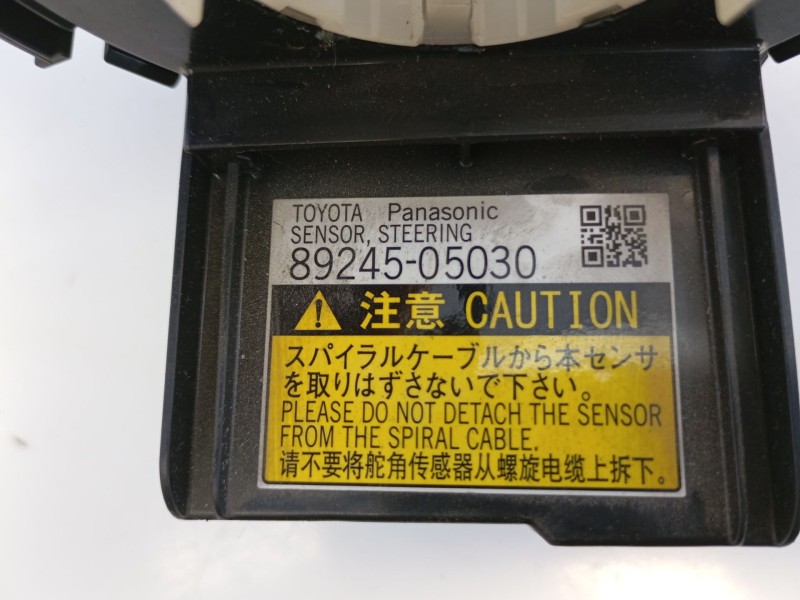 TOYOTA Panasonic
SENSOR, STEERING
89245-05030
注意 CAUTION
スパイラルケーブルから本センサ
を取りはずさないで下さい。
PLEASE DO NOT DETACH THE SENSOR
FROM THE SPIRAL CABLE.
请不要将舵角传感器从螺旋电缆上拆下。